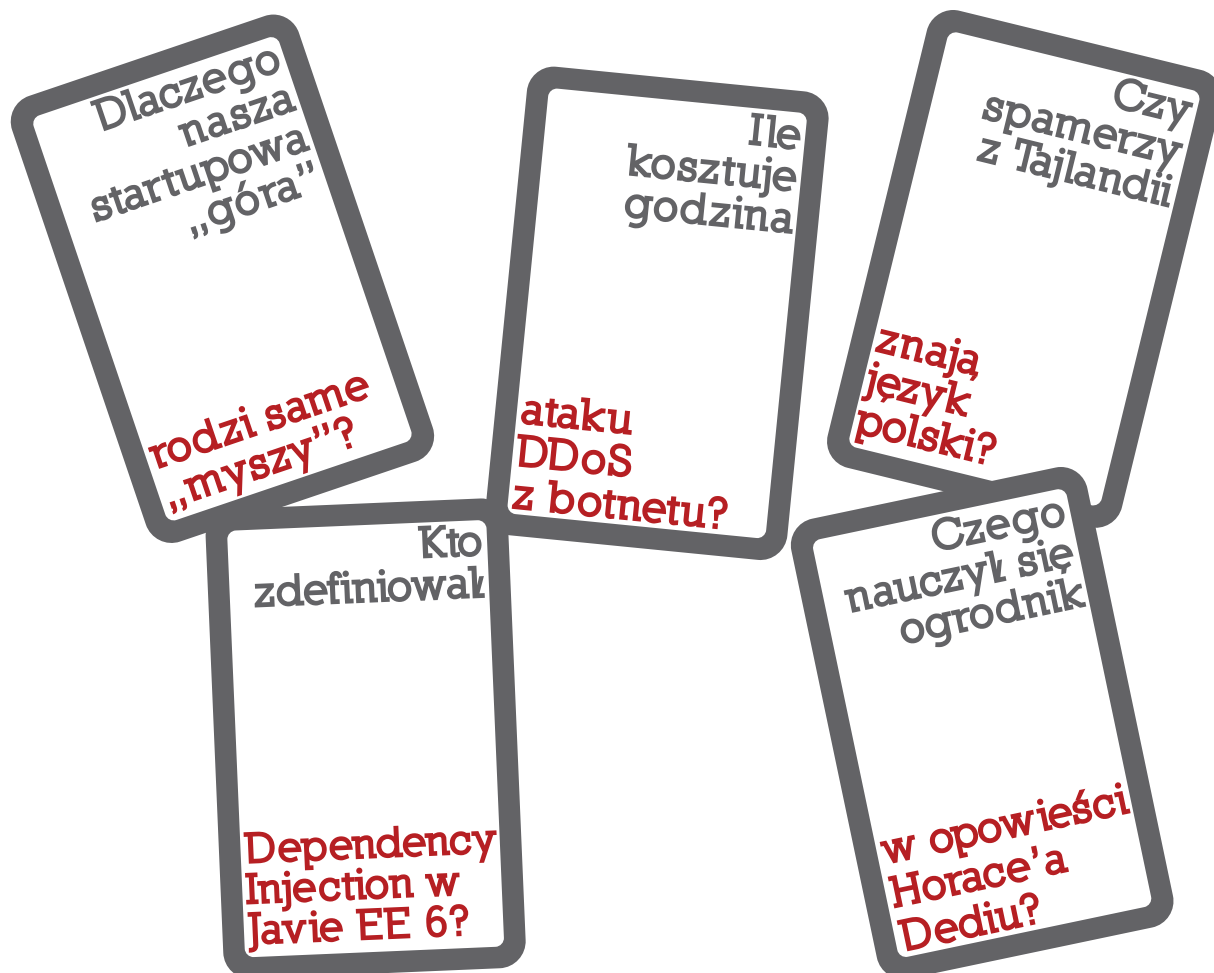 Dlaczego
nasza
startupowa
„góra”
rodzi same
„myszy”?
Ile
kosztuje
godzina
ataku
DDoS
z botnetu?
Czy
spamerzy
z Tajlandii
znają
język
polski?
Kto
zdefiniował
Dependency
Injection w
Javie EE 6?
Czego
nauczył się
ogrodnik
w opowieści
Horace’a
Dediu?